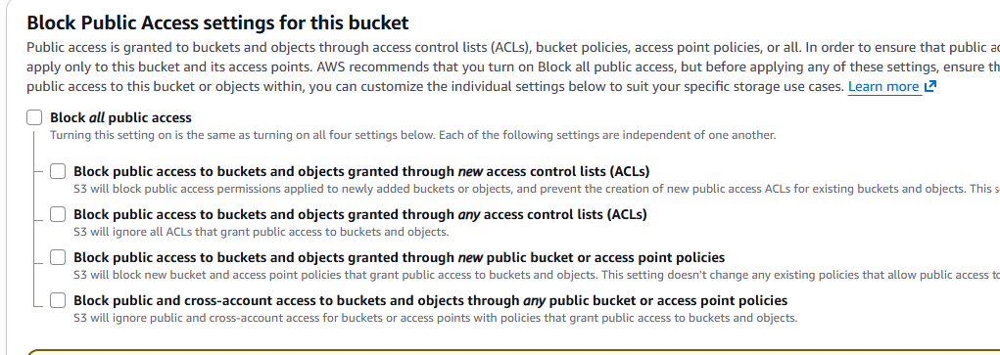 Block Public Access settings for this bucket
Public access is granted to buckets and objects through access control lists (ACLs), bucket policies, access point policies, or all. In order to ensure that public
apply only to this bucket and its access points. AWS recommends that you turn on Block all public access, but before applying any of these settings, ensure
public access to this bucket or objects within, you can customize the individual settings below to suit your specific storage use cases. Learn more
Block all public access
Turning this setting on is the same as turning on all four settings below. Each of the following settings are independent of one another.
Block public access to buckets and objects granted through new access control lists (ACLs)
S3 will block public access permissions applied to newly added buckets or objects, and prevent the creation of new public access ACLs for existing buckets and objects. This
Block public access to buckets and objects granted through any access control lists (ACLs)
S3 will ignore all ACLs that grant public access to buckets and objects.
Block public access to buckets and objects granted through new public bucket or access point policies
S3 will block new bucket and access point policies that grant public access to buckets and objects. This setting doesn't change any existing policies that allow public access
Block public and cross-account access to buckets and objects through any public bucket or access point policies
S3 will ignore public and cross-account access for buckets or access points with policies that grant public access to buckets and objects.